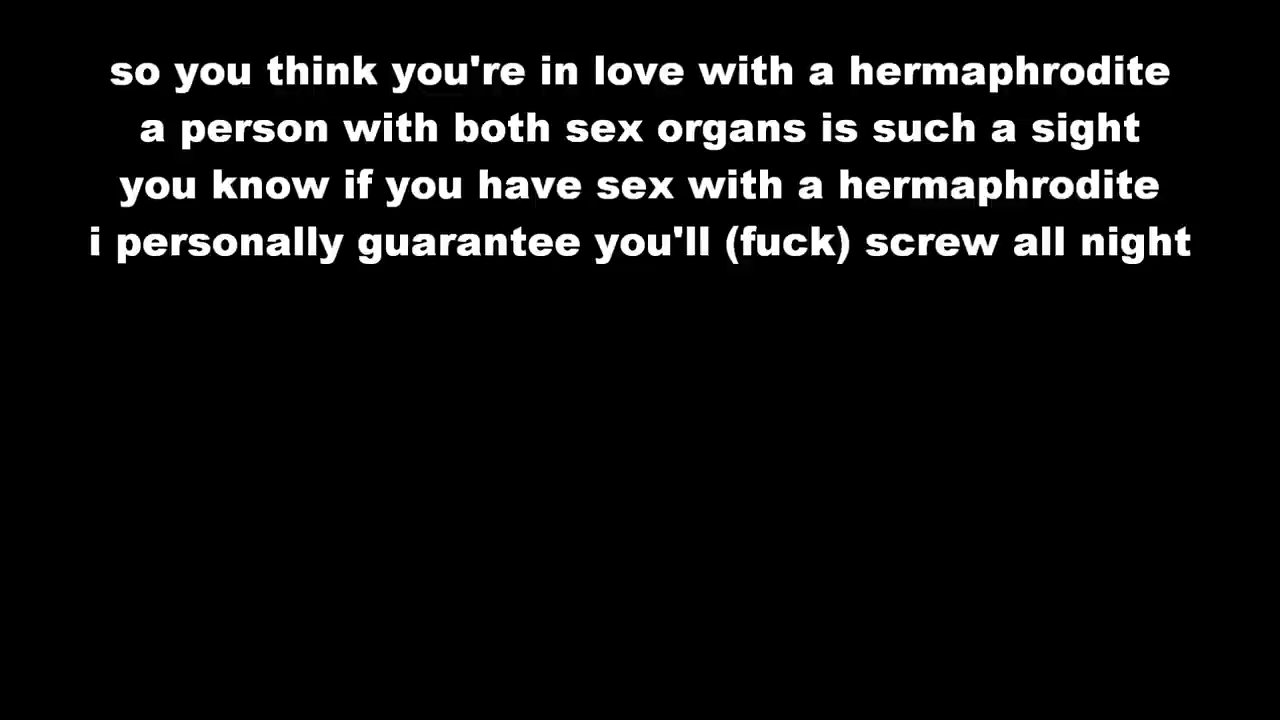 so you think you're in love with a hermaphrodite
a person with both sex organs is such a sight
you know if you have sex with a hermaphrodite
i personally guarantee you'll (fuck) screw all night